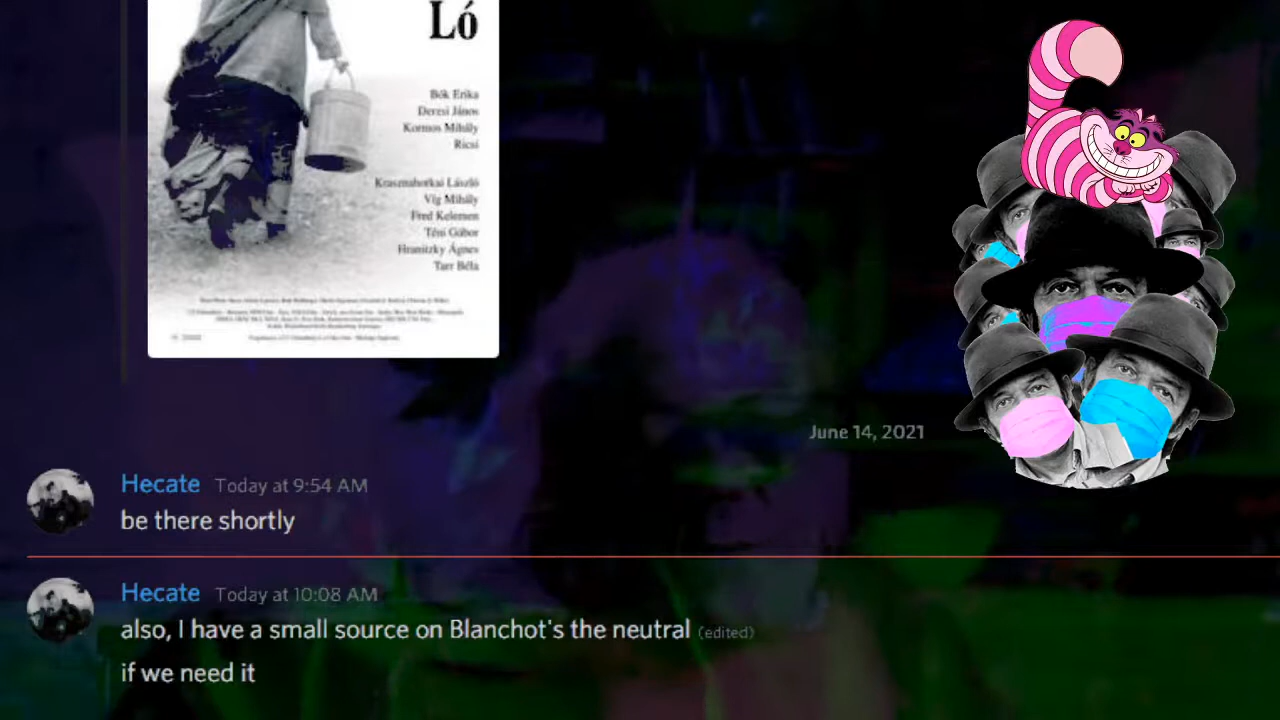 Ló
Bók Erika
Derzsi János
Kormos Mihály
Ricsi
Krasznahorkai László
Víg Mihály
Fred Kelemen
Téni Gábor
Hranitzky Ágnes
Tarr Béla
June 14, 2021
Hecate Today at 9:54 AM
be there shortly
Hecate Today at 10:08 AM
also, I have a small source on Blanchot's the neutral (edited)
if we need it